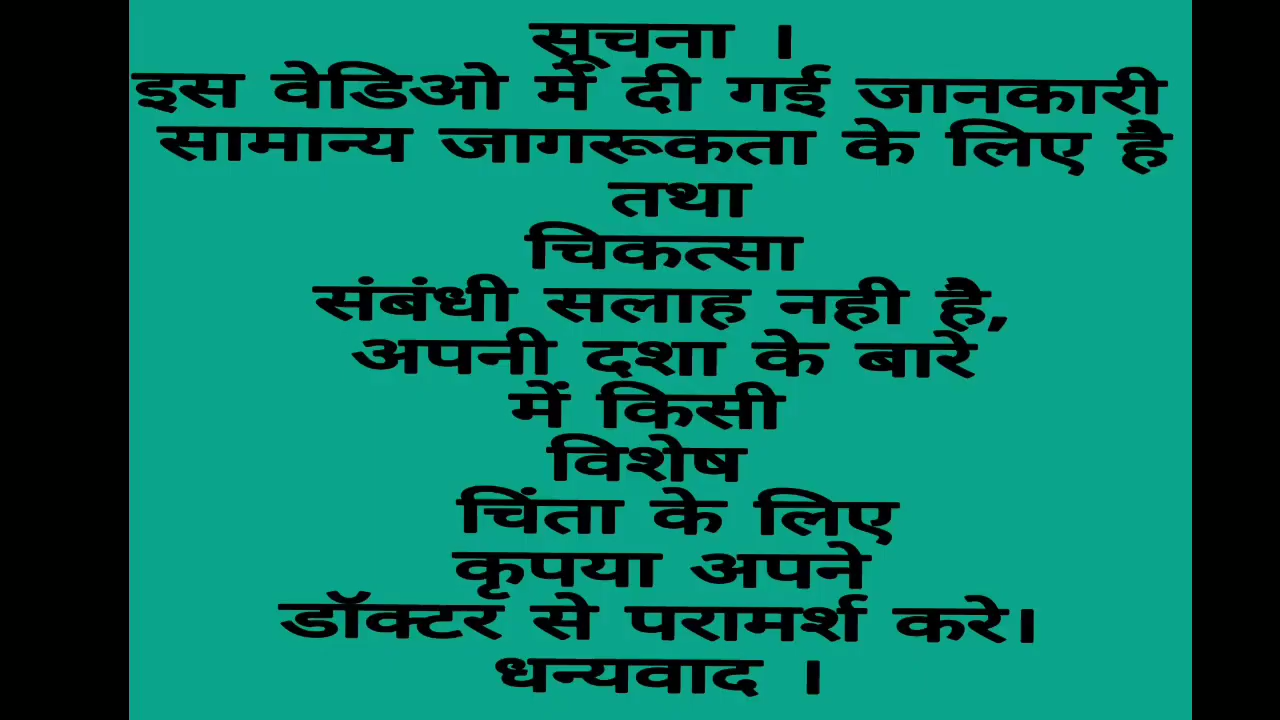 सूचना ।
इस वेडिओ में दी गई जानकारी
सामान्य जागरूकता के लिए है
तथा
चिकत्सा
संबंधी सलाह नही है,
अपनी दशा के बारे
में किसी
विशेष
चिंता के लिए
कृपया अपने
डॉक्टर से परामर्श करे।
धन्यवाद ।